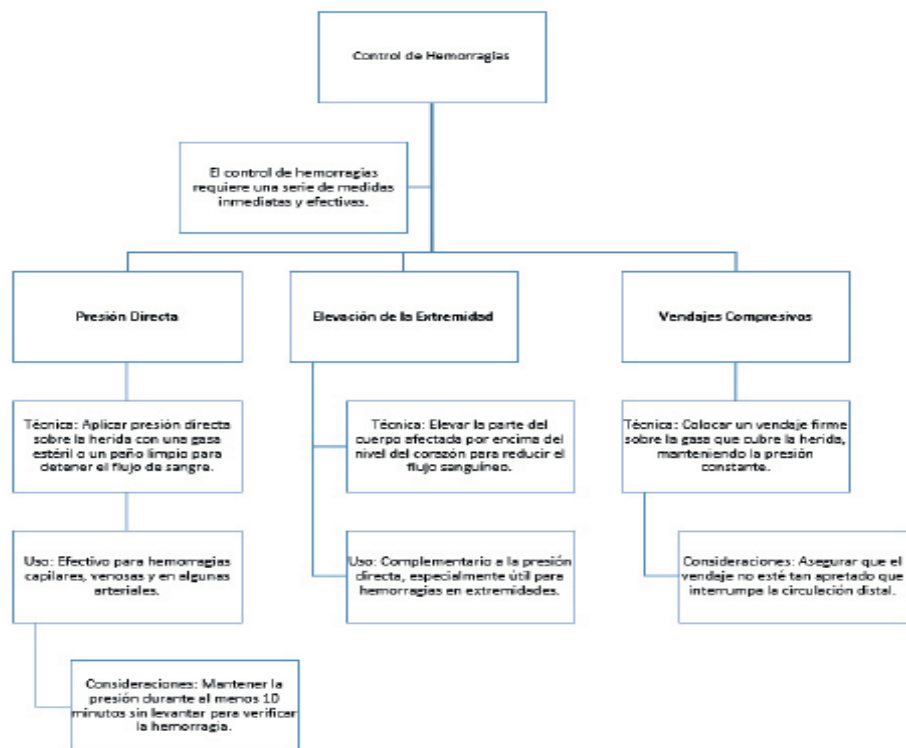 Control de Hemorragias
El control de hemorragias
requiere una serie de medidas
inmediatas y efectivas.
Presión Directa
Elevación de la Extremidad
Vendajes Compresivos
Técnica: Aplicar presión directa
sobre la herida con una gasa
estéril o un paño limpio para
detener el flujo de sangre.
Técnica: Elevar la parte del
cuerpo afectada por encima del
nivel del corazón para reducir el
flujo sanguíneo.
Técnica: Colocar un vendaje firme
sobre la gasa que cubre la herida,
manteniendo la presión
constante.
Uso: Efectivo para hemorragias
capilares, venosas y en algunas
arteriales.
Uso: Complementario a la presión
directa, especialmente útil para
hemorragias en extremidades.
Consideraciones: Asegurar que el
vendaje no esté tan apretado que
interrumpa la circulación distal.
Consideraciones: Mantener la
presión durante al menos 10
minutos sin levantar para verificar
la hemorragia.